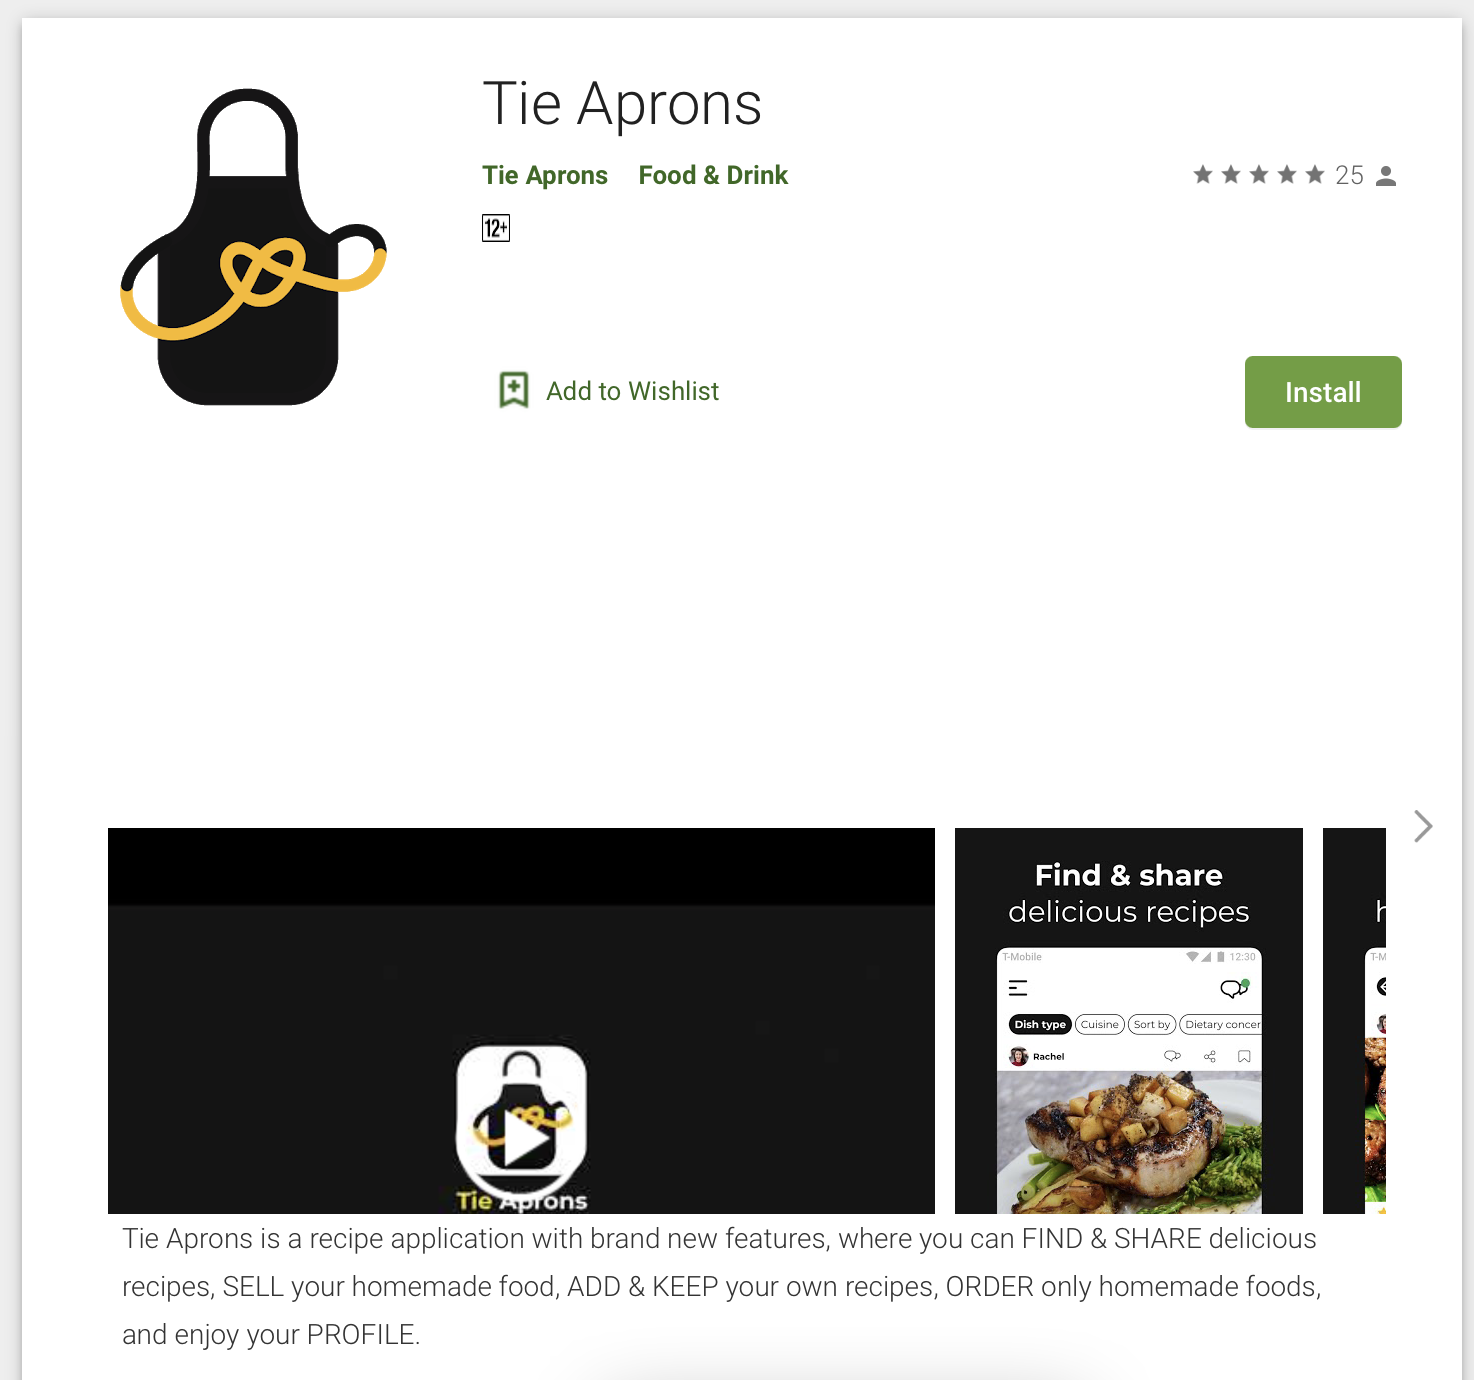 Tie Aprons
Tie Aprons Food & Drink
25
12+
Add to Wishlist
Install
Find & share
delicious recipes
T-Mobile
12:30
Dish type
Cuisine
Sort by
Dietary concer
Rachel
Tie Aprons
Tie Aprons is a recipe application with brand new features, where you can FIND & SHARE delicious
recipes, SELL your homemade food, ADD & KEEP your own recipes, ORDER only homemade foods,
and enjoy your PROFILE.